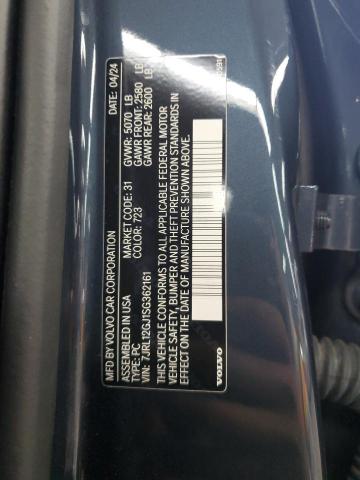 MFD BY VOLVO CAR CORPORATION DATE: 04/24
GVWR: 5070 LB
GAWR FRONT: 2580 LB
ASSEMBLED IN USA MARKET CODE: 31 GAWR REAR: 2600 LB
TYPE: PC COLOR: 723
VIN: 7JRL12GJ1SG362161
THIS VEHICLE CONFORMS TO ALL APPLICABLE FEDERAL MOTOR
VEHICLE SAFETY, BUMPER AND THEFT PREVENTION STANDARDS IN
EFFECT ON THE DATE OF MANUFACTURE SHOWN ABOVE.
VOLVO